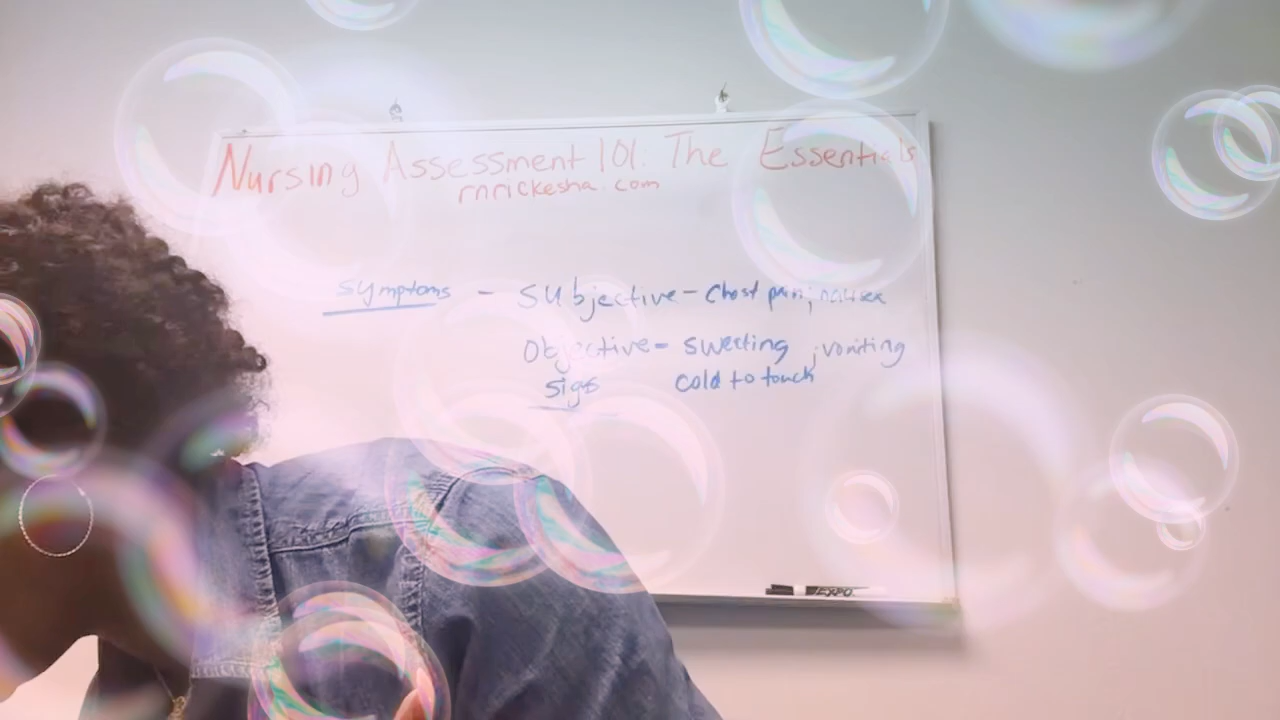 Nursing Assessment 101: The Essentials
rnrickesha.com
Symptoms - Subjective - Chest pain; nausea
Objective = sweeting ; vomiting
sigs cold to touch
EXPO